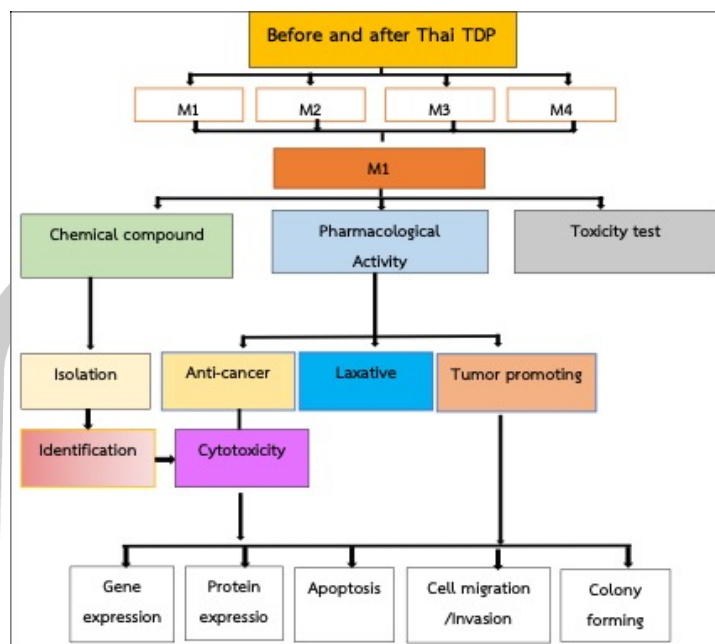 Before and after Thai TDP
M1 M2 M3 M4
M1
Chemical compound
Pharmacological
Activity
Toxicity test
Isolation
Anti-cancer
Laxative
Tumor promoting
Identification
Cytotoxicity
Gene
expression
Protein
expressio
Apoptosis
Cell migration
/Invasion
Colony
forming